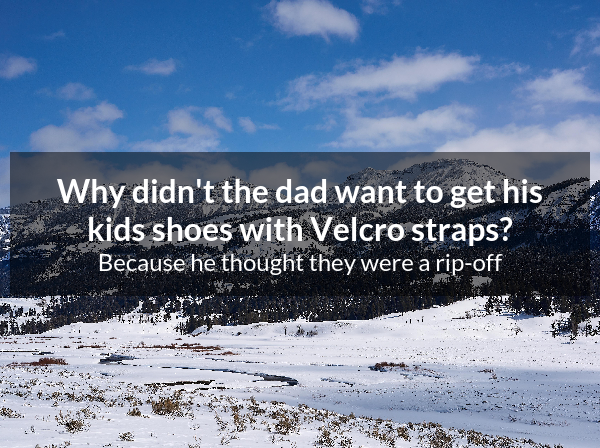 Why didn't the dad want to get his
kids shoes with Velcro straps?
Because he thought they were a rip-off